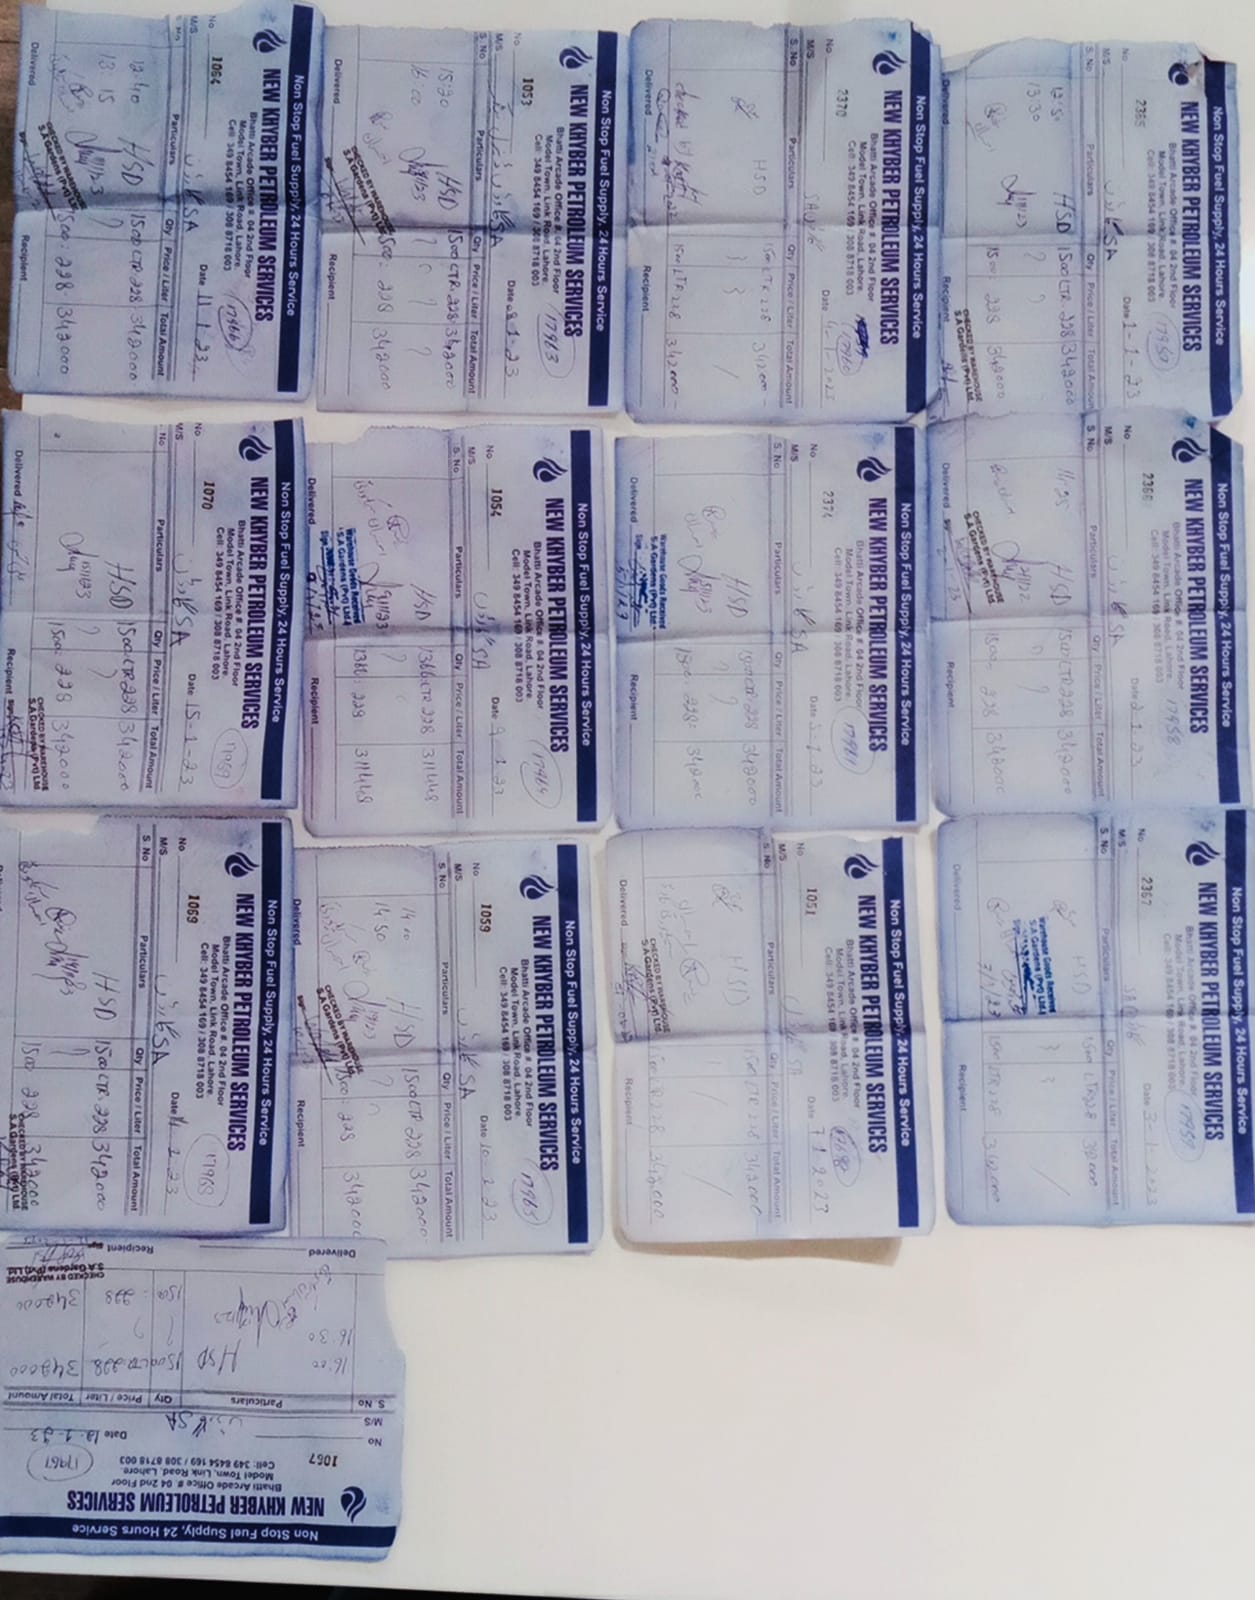 Non Stop Fuel Supply, 24 Hours Service
NEW KHYBER PETROLEUM SERVICES
Bhatti Arcade Office #. 04 2nd Floor
Model Town, Link Road, Lahore.
Cell: 349 8454 169 / 308 8718 003
No 1064 17966
Date 11 1 23
M/S SA
S. No Particulars Qty Price / Liter Total Amount
12:40 HSD 1500 LTR 228 342000
13:15
1500: 228 342000
CHECKED BY WAREHOUSE
S.A Gardens (Pvt) Ltd.
Delivered Recipient
Non Stop Fuel Supply, 24 Hours Service
NEW KHYBER PETROLEUM SERVICES
Bhatti Arcade Office #. 04 2nd Floor
Model Town, Link Road, Lahore.
Cell: 349 8454 169 / 308 8718 003
No 1053 17963
Date 8-1-23
M/S SA
S. No Particulars Qty Price / Liter Total Amount
15:20 HSD 1500 LTR 228 342000
16:00
1500: 228 342000
CHECKED BY WAREHOUSE
S.A Gardens (Pvt) Ltd.
Delivered Recipient
Non Stop Fuel Supply, 24 Hours Service
NEW KHYBER PETROLEUM SERVICES
Bhatti Arcade Office #. 04 2nd Floor
Model Town, Link Road, Lahore.
Cell: 349 8454 169 / 308 8718 003
No 2370 17960
Date 4-1-2023
M/S
S. No Particulars Qty Price / Liter Total Amount
HSD 1500 LTR 228 342000
1500 LTR 228 342000
Delivered Recipient
Non Stop Fuel Supply, 24 Hours Service
NEW KHYBER PETROLEUM SERVICES
Bhatti Arcade Office #. 04 2nd Floor
Model Town, Link Road, Lahore.
Cell: 349 8454 169 / 308 8718 003
No 2365
Date 1-1-23
M/S SA
S. No Particulars Qty Price / Liter Total Amount
12:50 HSD 1500 LTR 228 342000
13:30
1500 228 342000
CHECKED BY WAREHOUSE
S.A Gardens (Pvt) Ltd.
Delivered Recipient
Non Stop Fuel Supply, 24 Hours Service
NEW KHYBER PETROLEUM SERVICES
Bhatti Arcade Office #. 04 2nd Floor
Model Town, Link Road, Lahore.
Cell: 349 8454 169 / 308 8718 003
No 1070 17969
Date 15-1-23
M/S SA
S. No Particulars Qty Price / Liter Total Amount
HSD 1500 LTR 228 342000
1500 228 342000
CHECKED BY WAREHOUSE
S.A Gardens (Pvt) Ltd
Delivered Recipient
Non Stop Fuel Supply, 24 Hours Service
NEW KHYBER PETROLEUM SERVICES
Bhatti Arcade Office #. 04 2nd Floor
Model Town, Link Road, Lahore.
Cell: 349 8454 169 / 308 8718 003
No 1054 17964
Date 9-1-23
M/S SA
S. No Particulars Qty Price / Liter Total Amount
HSD 1366 LTR 228 311448
311448
Warehouse Goods Received
S.A Gardens (Pvt) Ltd
Delivered Recipient
Non Stop Fuel Supply, 24 Hours Service
NEW KHYBER PETROLEUM SERVICES
Bhatti Arcade Office #. 04 2nd Floor
Model Town, Link Road, Lahore.
Cell: 349 8454 169 / 308 8718 003
No 2374 17961
Date 5-1-23
M/S SA
S. No Particulars Qty Price / Liter Total Amount
HSD 1500 LTR 228 342000
1500 228: 342000
Warehouse Goods Received
S.A Gardens (Pvt) Ltd
Delivered Recipient
Non Stop Fuel Supply, 24 Hours Service
NEW KHYBER PETROLEUM SERVICES
Bhatti Arcade Office #. 04 2nd Floor
Model Town, Link Road, Lahore.
Cell: 349 8454 169 / 308 8718 003
No 2366 17958
Date 2-1-23
M/S SA
S. No Particulars Qty Price / Liter Total Amount
11:25 HSD 1500 LTR 228 342000
1500 228 342000
CHECKED BY WAREHOUSE
S.A Gardens (Pvt) Ltd.
Delivered Recipient
Non Stop Fuel Supply, 24 Hours Service
NEW KHYBER PETROLEUM SERVICES
Bhatti Arcade Office #. 04 2nd Floor
Model Town, Link Road, Lahore.
Cell: 349 8454 169 / 308 8718 003
No 1069 17968
Date 1 23
M/S SA
S. No Particulars Qty Price / Liter Total Amount
HSD 1500 LTR 228 342000
1500 228 342000
CHECKED BY WAREHOUSE
S.A Gardens (Pvt) Ltd.
Non Stop Fuel Supply, 24 Hours Service
NEW KHYBER PETROLEUM SERVICES
Bhatti Arcade Office #. 04 2nd Floor
Model Town, Link Road, Lahore.
Cell: 349 8454 169 / 308 8718 003
No 1059 17965
Date 10-1-23
M/S SA
S. No Particulars Qty Price / Liter Total Amount
HSD 1500 LTR 228 342000
14:50
1500 228 342000
CHECKED BY WAREHOUSE
S.A Gardens (Pvt) Ltd.
Delivered Recipient
Non Stop Fuel Supply, 24 Hours Service
NEW KHYBER PETROLEUM SERVICES
Bhatti Arcade Office #. 04 2nd Floor
Model Town, Link Road, Lahore.
Cell: 349 8454 169 / 308 8718 003
No 1051
Date 7 1 2023
M/S
S. No Particulars Qty Price / Liter Total Amount
HSD 1500 LTR 228 342000
228 342000
CHECKED BY WAREHOUSE
S.A Gardens (Pvt) Ltd.
Delivered Recipient
Non Stop Fuel Supply, 24 Hours Service
NEW KHYBER PETROLEUM SERVICES
Bhatti Arcade Office #. 04 2nd Floor
Model Town, Link Road, Lahore.
Cell: 349 8454 169 / 308 8718 003
No 2367 17959
Date 3-1-2023
M/S
S. No Particulars Qty Price / Liter Total Amount
HSD 1500 LTR 228
1500 LTR 228 342000
Warehouse Goods Received
S.A Gardens (Pvt) Ltd
Delivered Recipient
Non Stop Fuel Supply, 24 Hours Service
NEW KHYBER PETROLEUM SERVICES
Bhatti Arcade Office #. 04 2nd Floor
Model Town, Link Road, Lahore.
Cell: 349 8454 169 / 308 8718 003
No 1067 17967
Date 12-1-23
M/S SA
S. No Particulars Qty Price / Liter Total Amount
16:00 HSD 1500 LTR 228 342000
16:30
1500 228 342000
CHECKED BY WAREHOUSE
S.A Gardens (Pvt) Ltd.
Delivered Recipient